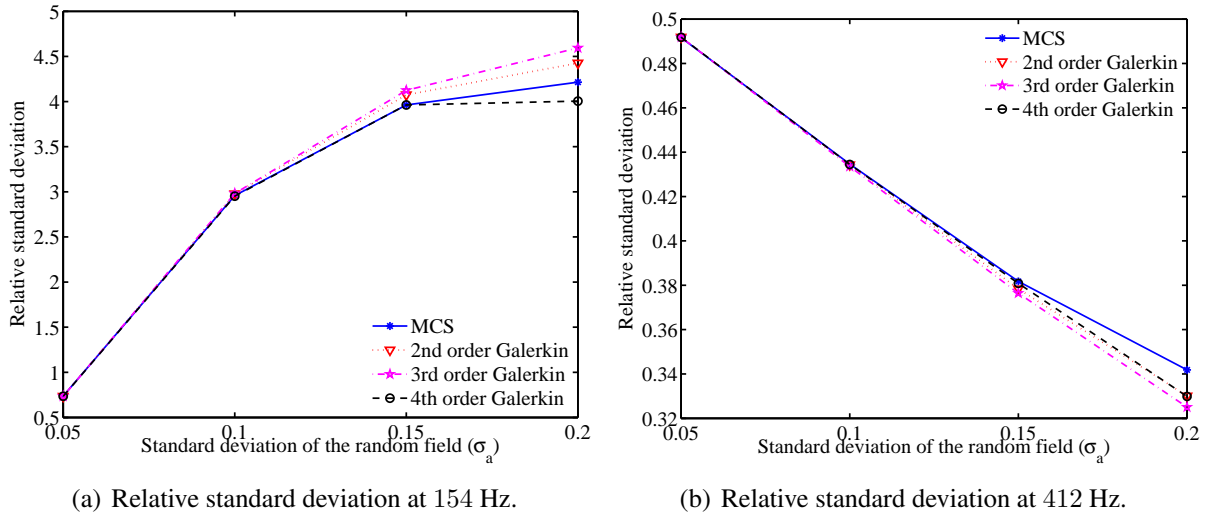 5
4.5
4
3.5
3
2.5
2
1.5
1
0.5
0.05
0.1
0.15
0.2
Relative standard deviation
Standard deviation of the random field (σa)
MCS
2nd order Galerkin
3rd order Galerkin
4th order Galerkin
(a) Relative standard deviation at 154 Hz.
0.5
0.48
0.46
0.44
0.42
0.4
0.38
0.36
0.34
0.32
0.05
0.1
0.15
0.2
Relative standard deviation
Standard deviation of the random field (σa)
MCS
2nd order Galerkin
3rd order Galerkin
4th order Galerkin
(b) Relative standard deviation at 412 Hz.